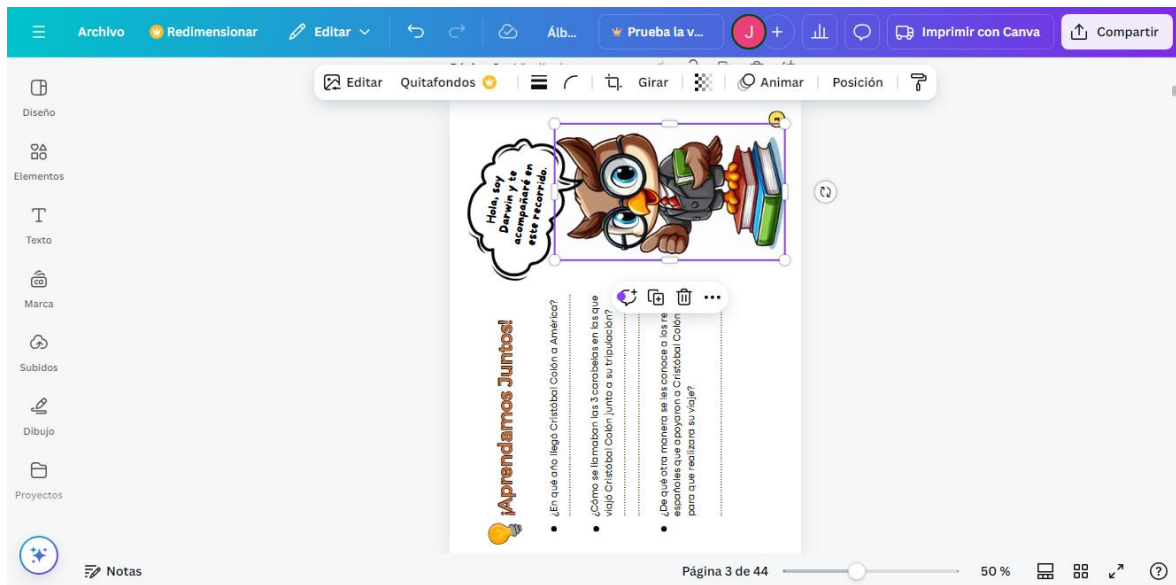 Archivo
Redimensionar
Editar
Álb...
Prueba la v...
J
+
Imprimir con Canva
Compartir
Editar
Quitafondos
Girar
Animar
Posición
Diseño
Elementos
Texto
Marca
Subidos
Dibujo
Proyectos
Hola, soy
Darwin y te
acompañaré en
este recorrido.
¡Aprendamos Juntos!
¿En qué año llegó Cristóbal Colón a América?
¿Cómo se llamaban las 3 carabelas en las que
viajó Cristóbal Colón junto a su tripulación?
¿De qué otra manera se les conoce a los re
españoles que apoyaron a Cristóbal Colón
para que realizara su viaje?
Notas
Página 3 de 44
50 %